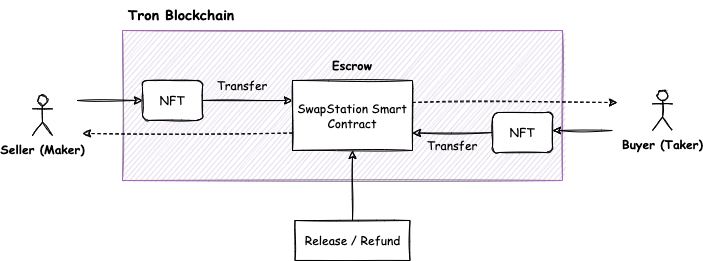 Tron Blockchain
Escrow
Transfer
NFT
SwapStation Smart
Contract
Seller (Maker)
NFT
Transfer
Buyer (Taker)
Release / Refund